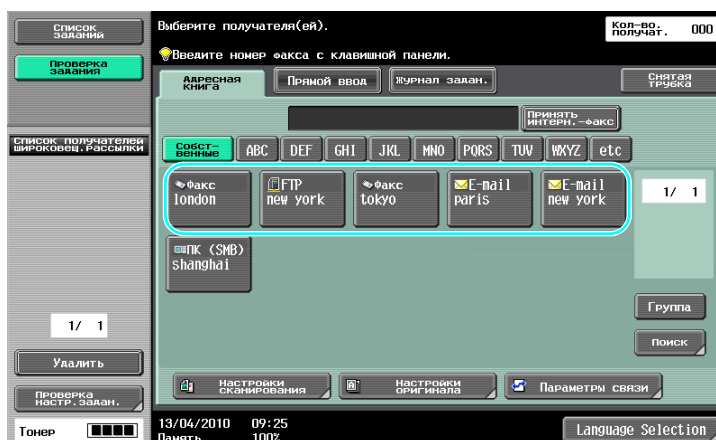 Список
заданий
Выберите получателя(ей).
Кол-во.
получат.
000
Введите номер факса с клавишной панели.
Проверка
задания
Адресная
книга
Прямой ввод
Журнал задан.
Снятая
трубка
Принять
интерн.-факс
Список получателей
широковещ.рассылки
Собст-
венные
ABC
DEF
GHI
JKL
MNO
PQRS
TUV
WXYZ
etc
Факс
london
FTP
new york
Факс
tokyo
E-mail
paris
E-mail
new york
1/ 1
ПК (SMB)
shanghai
Группа
1/ 1
Поиск
Удалить
Настройки
сканирования
Настройки
оригинала
Параметры связи
Проверка
настр.задан.
Тонер
13/04/2010 09:25
Память 100%
Language Selection